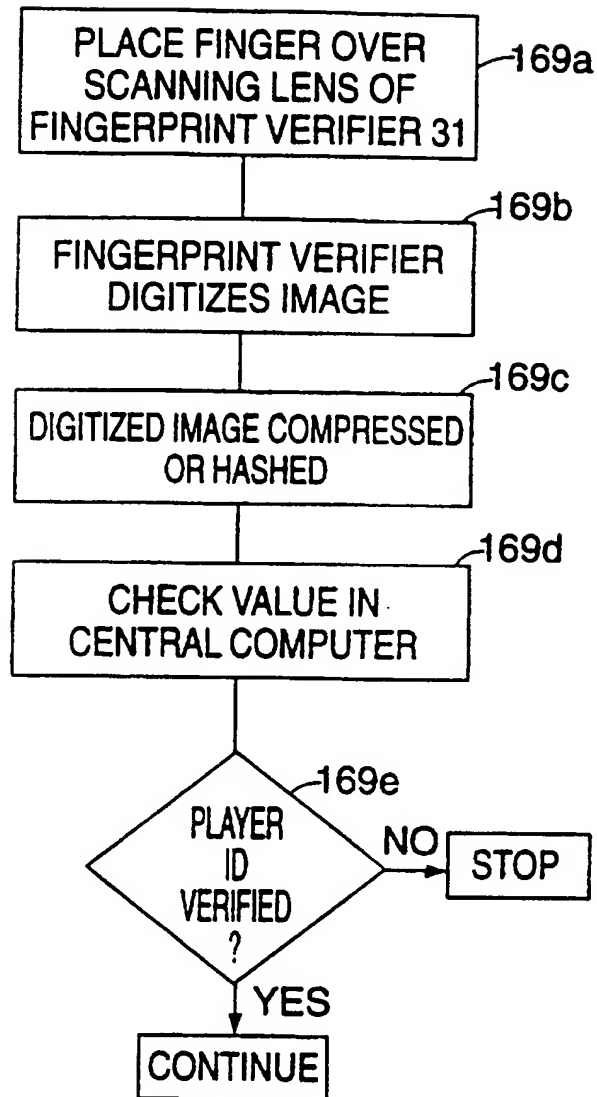 PLACE FINGER OVER
SCANNING LENS OF
FINGERPRINT VERIFIER 31
169a
FINGERPRINT VERIFIER
DIGITIZES IMAGE
169b
DIGITIZED IMAGE COMPRESSED
OR HASHED
169c
CHECK VALUE IN
CENTRAL COMPUTER
169d
PLAYER
ID
VERIFIED
?
169e
NO
STOP
YES
CONTINUE